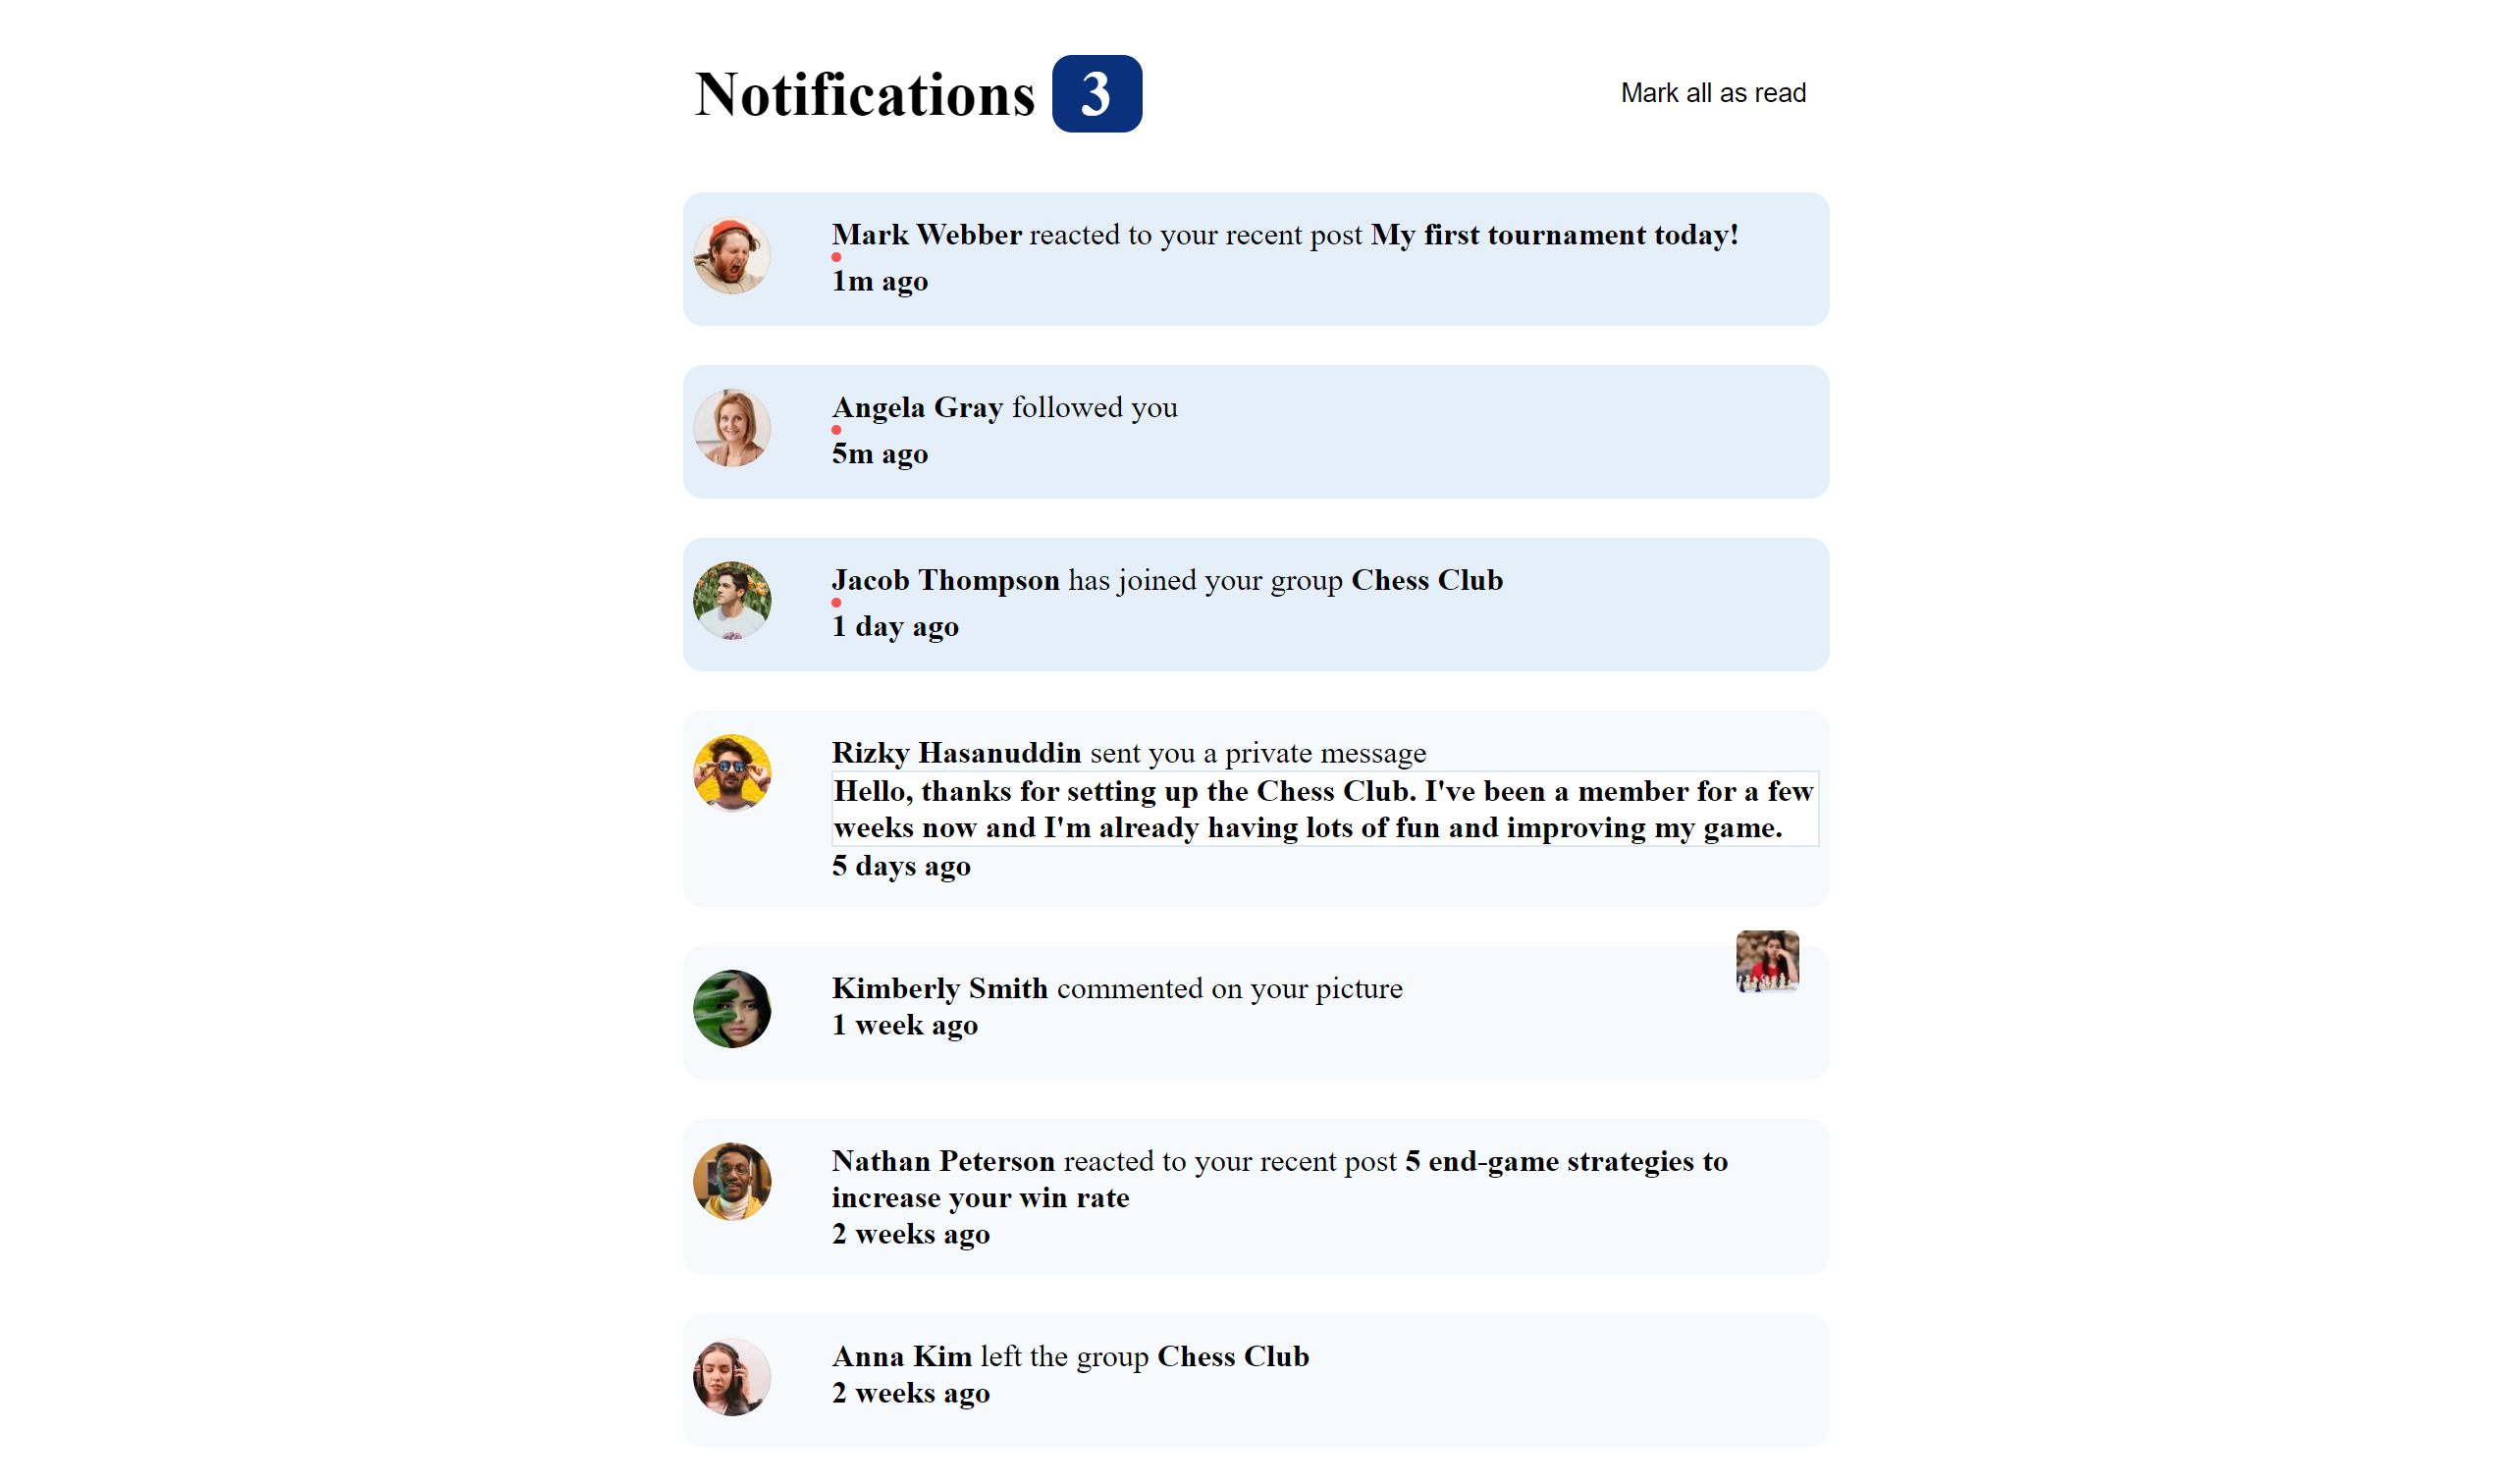 Notifications 3
Mark all as read
Mark Webber reacted to your recent post My first tournament today!
1m ago
Angela Gray followed you
5m ago
Jacob Thompson has joined your group Chess Club
1 day ago
Rizky Hasanuddin sent you a private message
Hello, thanks for setting up the Chess Club. I've been a member for a few
weeks now and I'm already having lots of fun and improving my game.
5 days ago
Kimberly Smith commented on your picture
1 week ago
Nathan Peterson reacted to your recent post 5 end-game strategies to
increase your win rate
2 weeks ago
Anna Kim left the group Chess Club
2 weeks ago